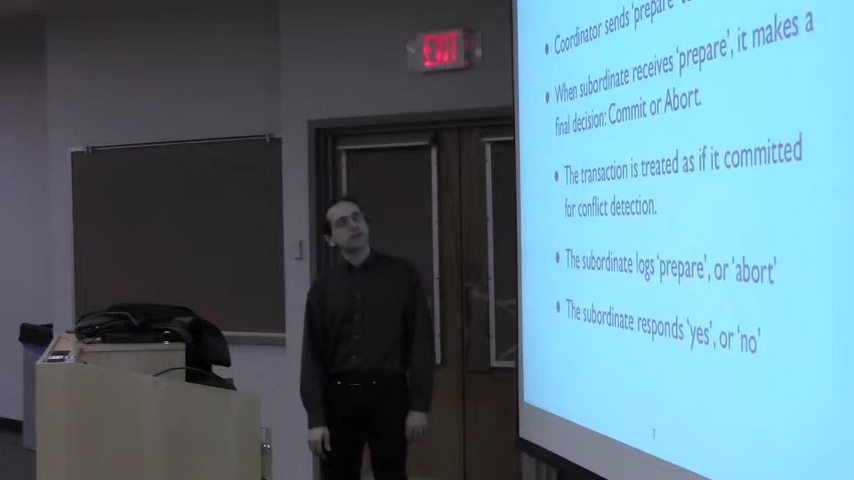 EXIT
• Coordinator sends 'prepare'
• When subordinate receives 'prepare', it makes a
final decision: Commit or Abort.
• The transaction is treated as if it committed
for conflict detection.
• The subordinate logs 'prepare', or 'abort'
• The subordinate responds 'yes', or 'no'
7